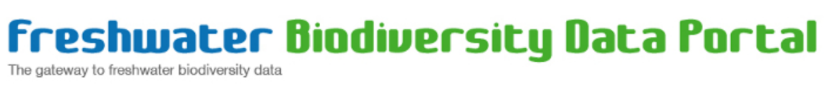 Freshwater Biodiversity Data Portal
The gateway to freshwater biodiversity data